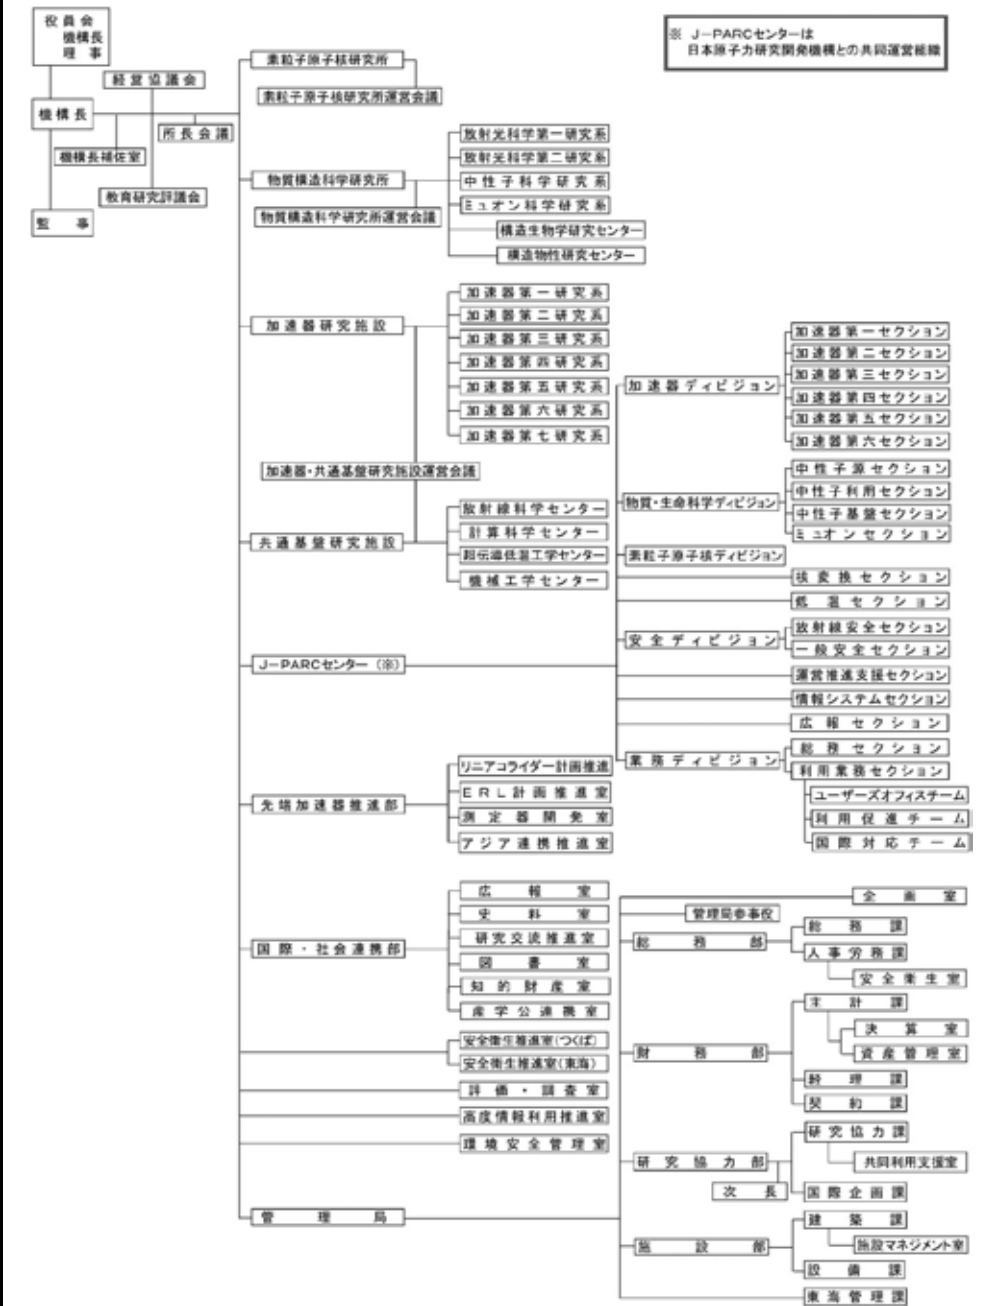 役員会
機構長
理事
※ J-PARCセンターは
日本原子力研究開発機構との共同運営組織
経営協議会
機構長
所長会議
機構長補佐室
教育研究評議会
監事
素粒子原子核研究所
素粒子原子核研究所運営会議
物質構造科学研究所
物質構造科学研究所運営会議
放射光科学第一研究系
放射光科学第二研究系
中性子科学研究系
ミュオン科学研究系
構造生物学研究センター
構造物性研究センター
加速器研究施設
加速器第一研究系
加速器第二研究系
加速器第三研究系
加速器第四研究系
加速器第五研究系
加速器第六研究系
加速器第七研究系
加速器・共通基盤研究施設運営会議
共通基盤研究施設
放射線科学センター
計算科学センター
超伝導低温工学センター
機械工学センター
J-PARCセンター（※）
加速器ディビジョン
加速器第一セクション
加速器第二セクション
加速器第三セクション
加速器第四セクション
加速器第五セクション
加速器第六セクション
物質・生命科学ディビジョン
中性子源セクション
中性子利用セクション
中性子基盤セクション
ミュオンセクション
素粒子原子核ディビジョン
核変換セクション
低温セクション
安全ディビジョン
放射線安全セクション
一般安全セクション
運営推進支援セクション
情報システムセクション
広報セクション
業務ディビジョン
総務セクション
利用業務セクション
ユーザーズオフィスチーム
利用促進チーム
国際対応チーム
先端加速器推進部
リニアコライダー計画推進
ERL計画推進室
測定器開発室
アジア連携推進室
国際・社会連携部
広報室
史料室
研究交流推進室
図書室
知的財産室
産学公連携室
安全衛生推進室(つくば)
安全衛生推進室(東海)
評価・調査室
高度情報利用推進室
環境安全管理室
管理局
企画室
管理局参事役
総務部
総務課
人事労務課
安全衛生室
財務部
主計課
決算室
資産管理室
経理課
契約課
研究協力部
次長
研究協力課
共同利用支援室
国際企画課
施設部
建築課
施設マネジメント室
設備課
東海管理課